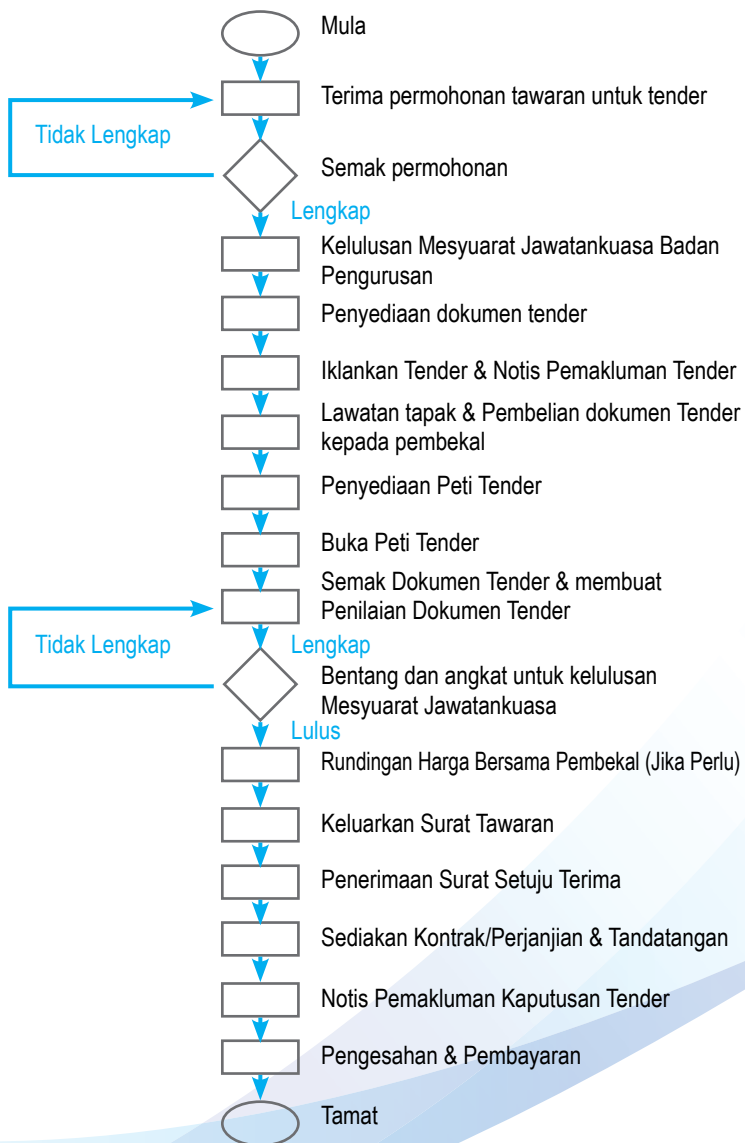 Mula
Terima permohonan tawaran untuk tender
Tidak Lengkap
Semak permohonan
Lengkap
Kelulusan Mesyuarat Jawatankuasa Badan
Pengurusan
Penyediaan dokumen tender
Iklankan Tender & Notis Pemakluman Tender
Lawatan tapak & Pembelian dokumen Tender
kepada pembekal
Penyediaan Peti Tender
Buka Peti Tender
Semak Dokumen Tender & membuat
Penilaian Dokumen Tender
Tidak Lengkap
Lengkap
Bentang dan angkat untuk kelulusan
Mesyuarat Jawatankuasa
Lulus
Rundingan Harga Bersama Pembekal (Jika Perlu)
Keluarkan Surat Tawaran
Penerimaan Surat Setuju Terima
Sediakan Kontrak/Perjanjian & Tandatangan
Notis Pemakluman Kaputusan Tender
Pengesahan & Pembayaran
Tamat